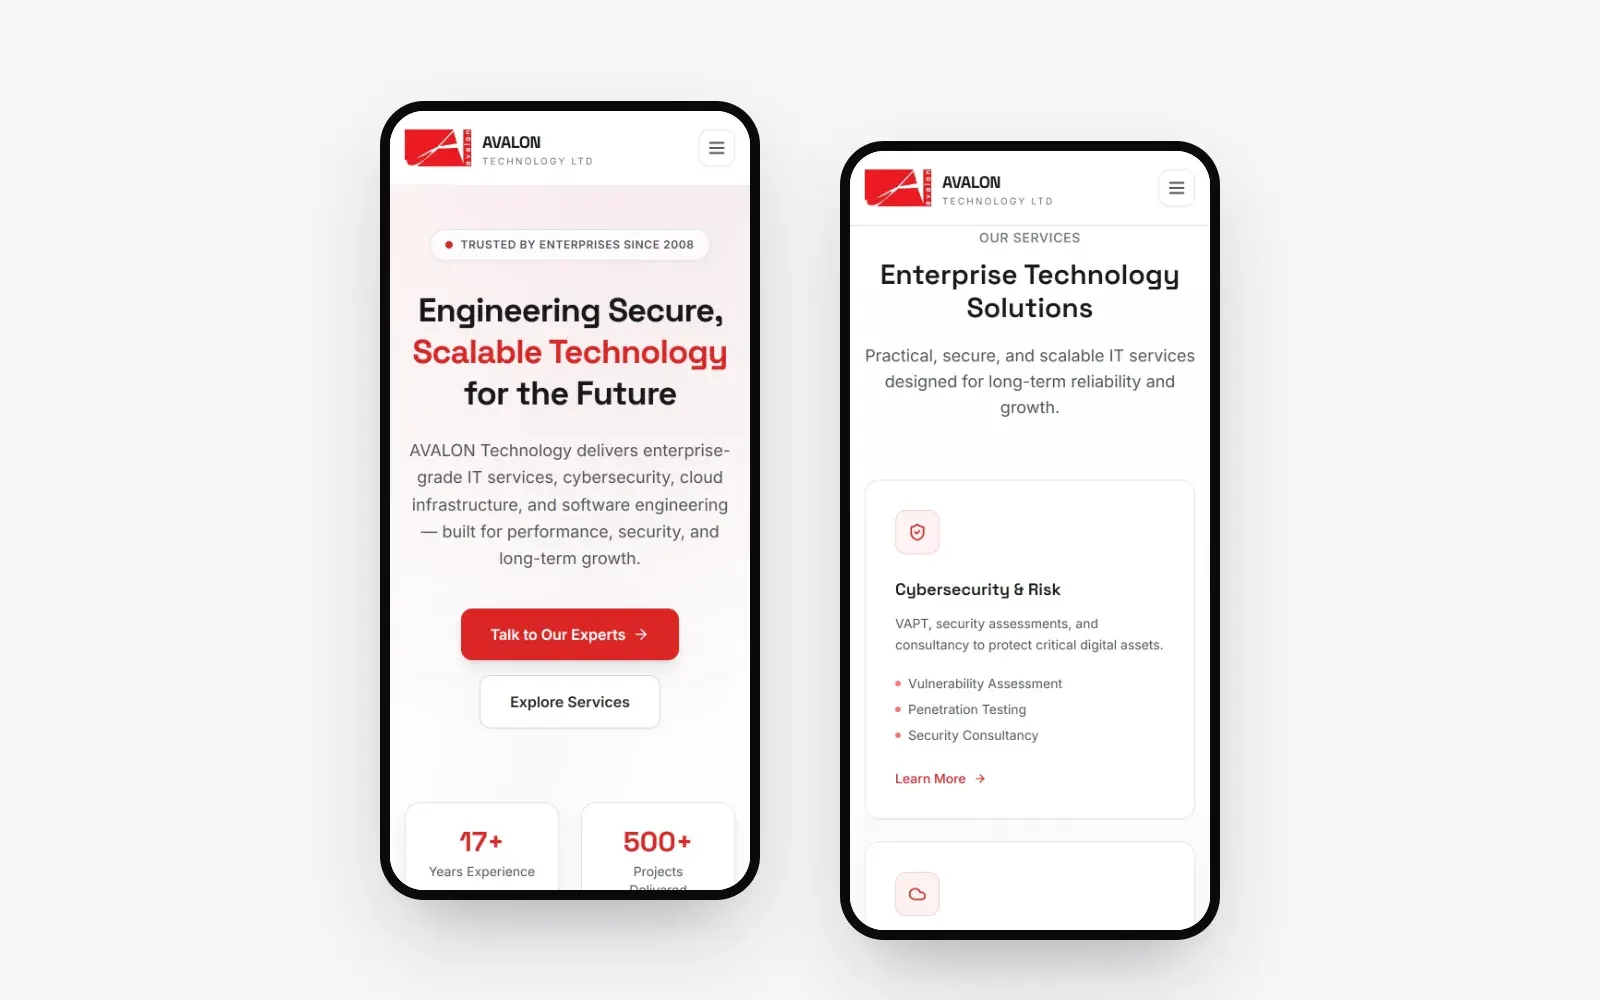 avalon
AVALON
TECHNOLOGY LTD
TRUSTED BY ENTERPRISES SINCE 2008
Engineering Secure,
Scalable Technology
for the Future
AVALON Technology delivers enterprise-
grade IT services, cybersecurity, cloud
infrastructure, and software engineering
— built for performance, security, and
long-term growth.
Talk to Our Experts →
Explore Services
17+
Years Experience
500+
Projects
Delivered
avalon
AVALON
TECHNOLOGY LTD
OUR SERVICES
Enterprise Technology
Solutions
Practical, secure, and scalable IT services
designed for long-term reliability and
growth.
Cybersecurity & Risk
VAPT, security assessments, and
consultancy to protect critical digital assets.
Vulnerability Assessment
Penetration Testing
Security Consultancy
Learn More →